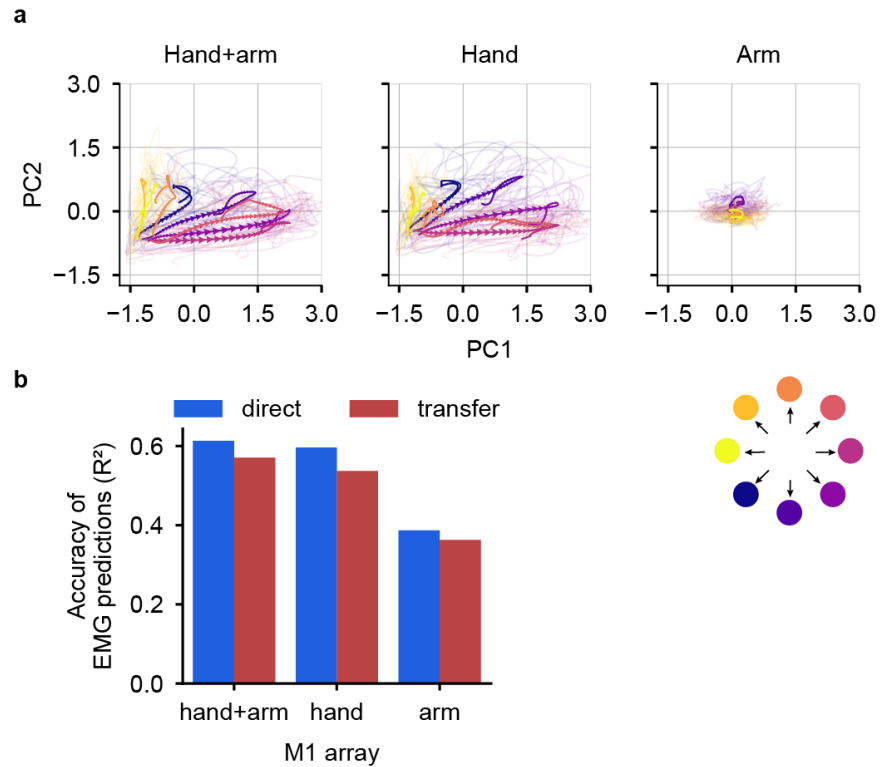 a
Hand+arm Hand Arm
PC2
3.0
1.5
0.0
−1.5
−1.5 0.0 1.5 3.0 −1.5 0.0 1.5 3.0 −1.5 0.0 1.5 3.0
PC1
b
direct transfer
Accuracy of
EMG predictions (R²)
0.6
0.4
0.2
0.0
hand+arm hand arm
M1 array